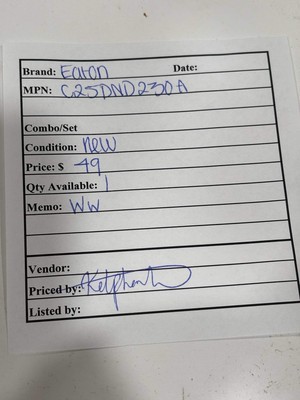 Brand: Eaton Date:
MPN: C25DND230A
Combo/Set
Condition: new
Price: $ 49
Qty Available: 1
Memo: WW
Vendor:
Priced by:
Listed by: